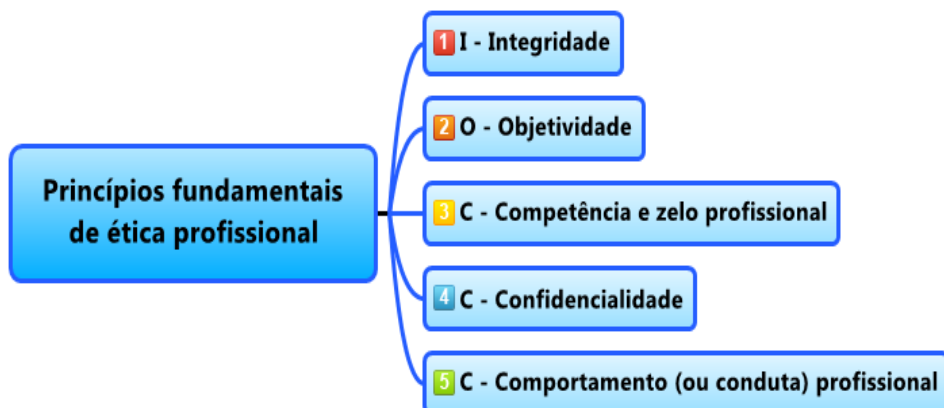 1 I - Integridade
2 O - Objetividade
Princípios fundamentais
de ética profissional
3 C - Competência e zelo profissional
4 C - Confidencialidade
5 C - Comportamento (ou conduta) profissional